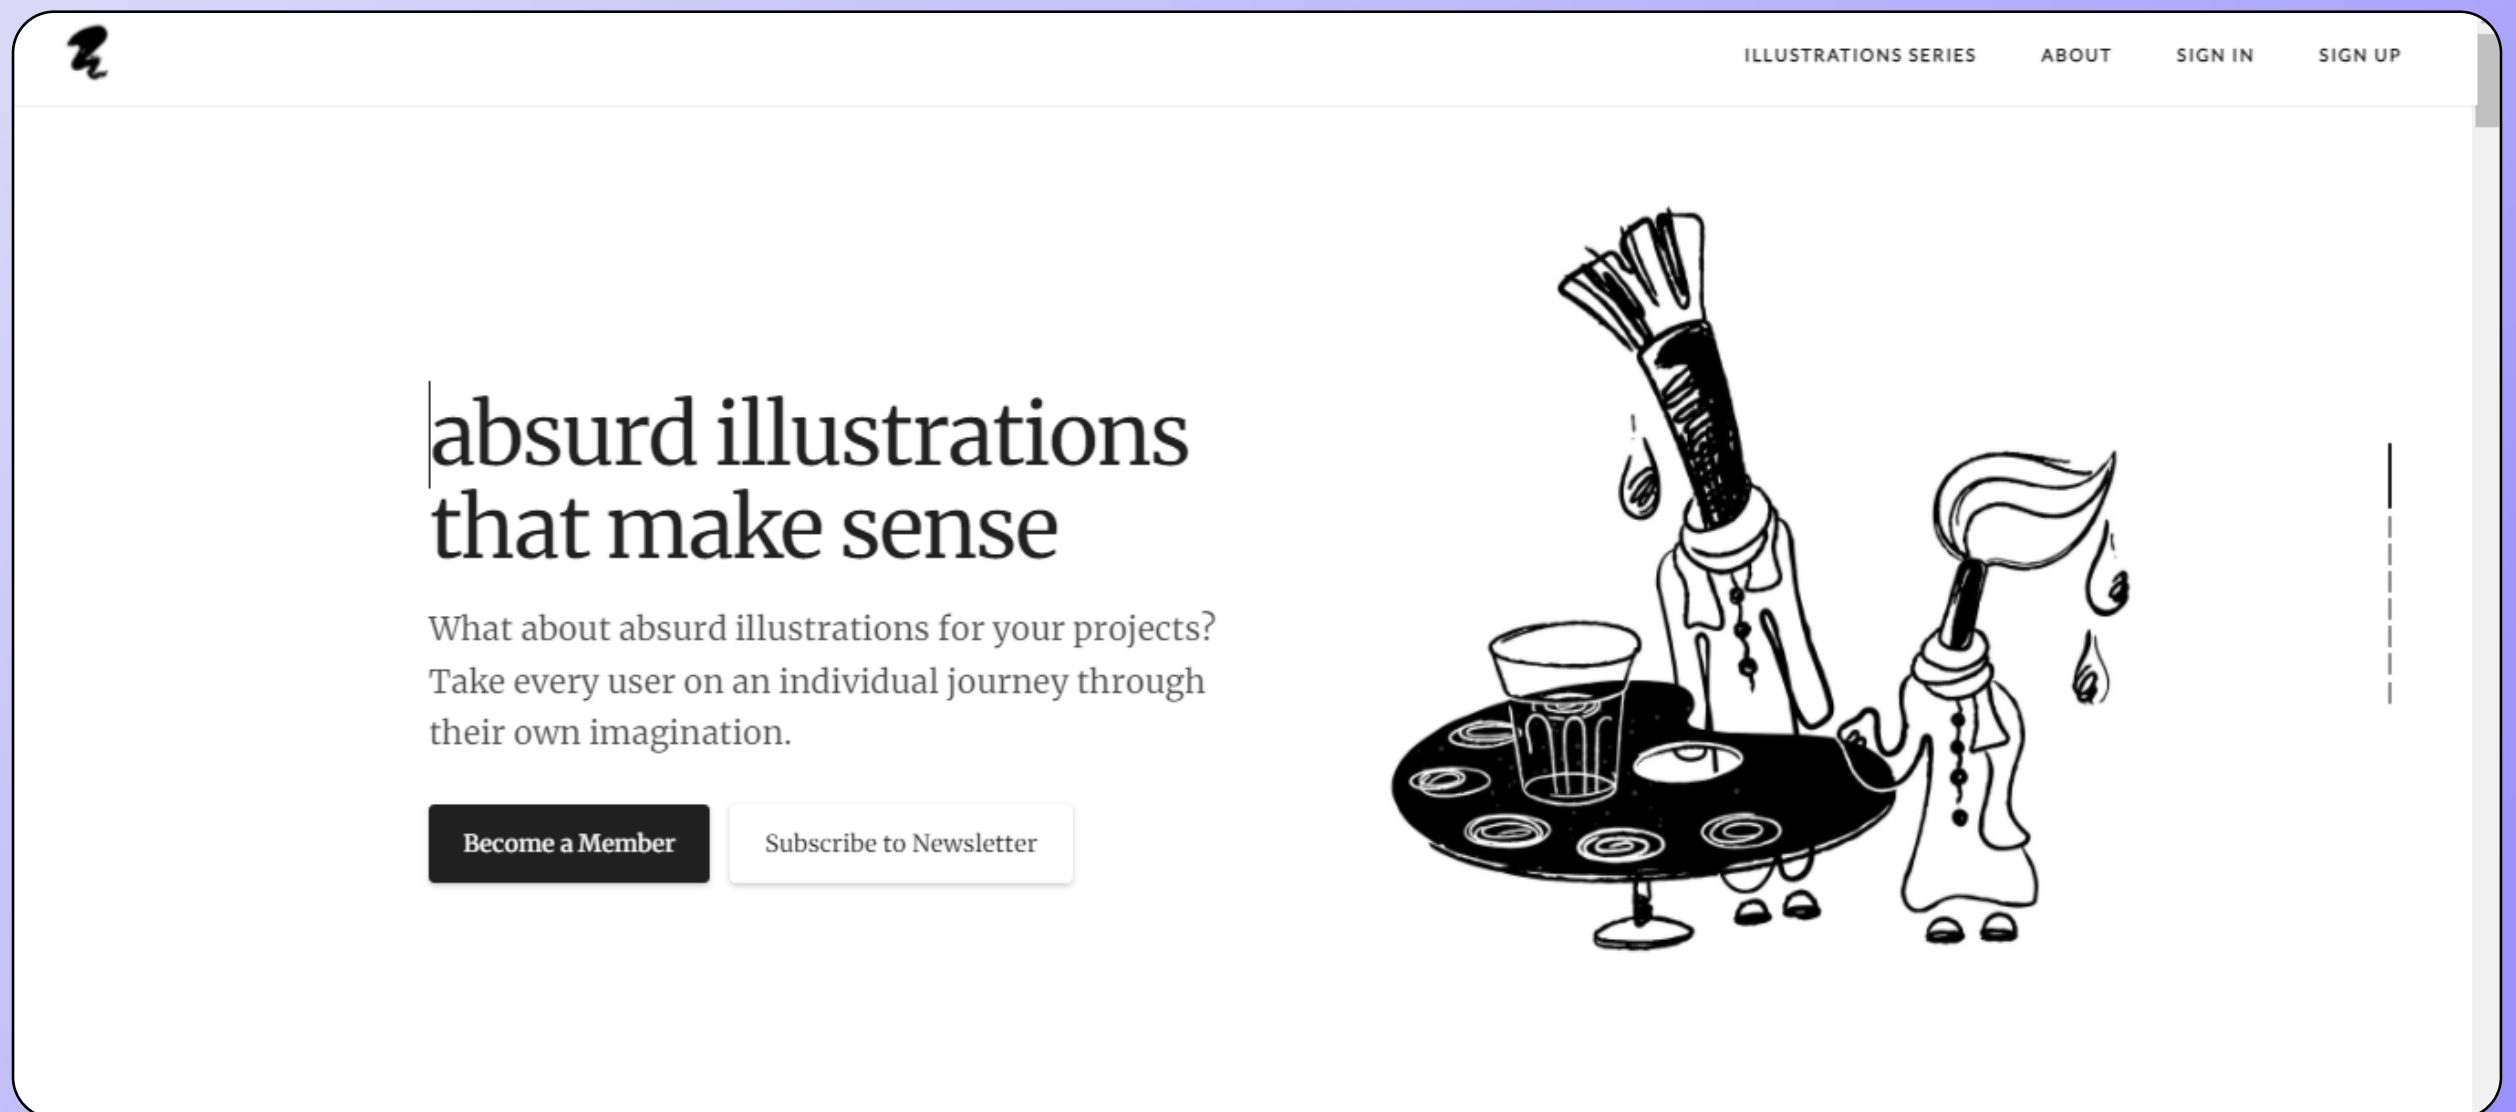 ILLUSTRATIONS SERIES ABOUT SIGN IN SIGN UP
absurd illustrations
that make sense
What about absurd illustrations for your projects?
Take every user on an individual journey through
their own imagination.
Become a Member Subscribe to Newsletter